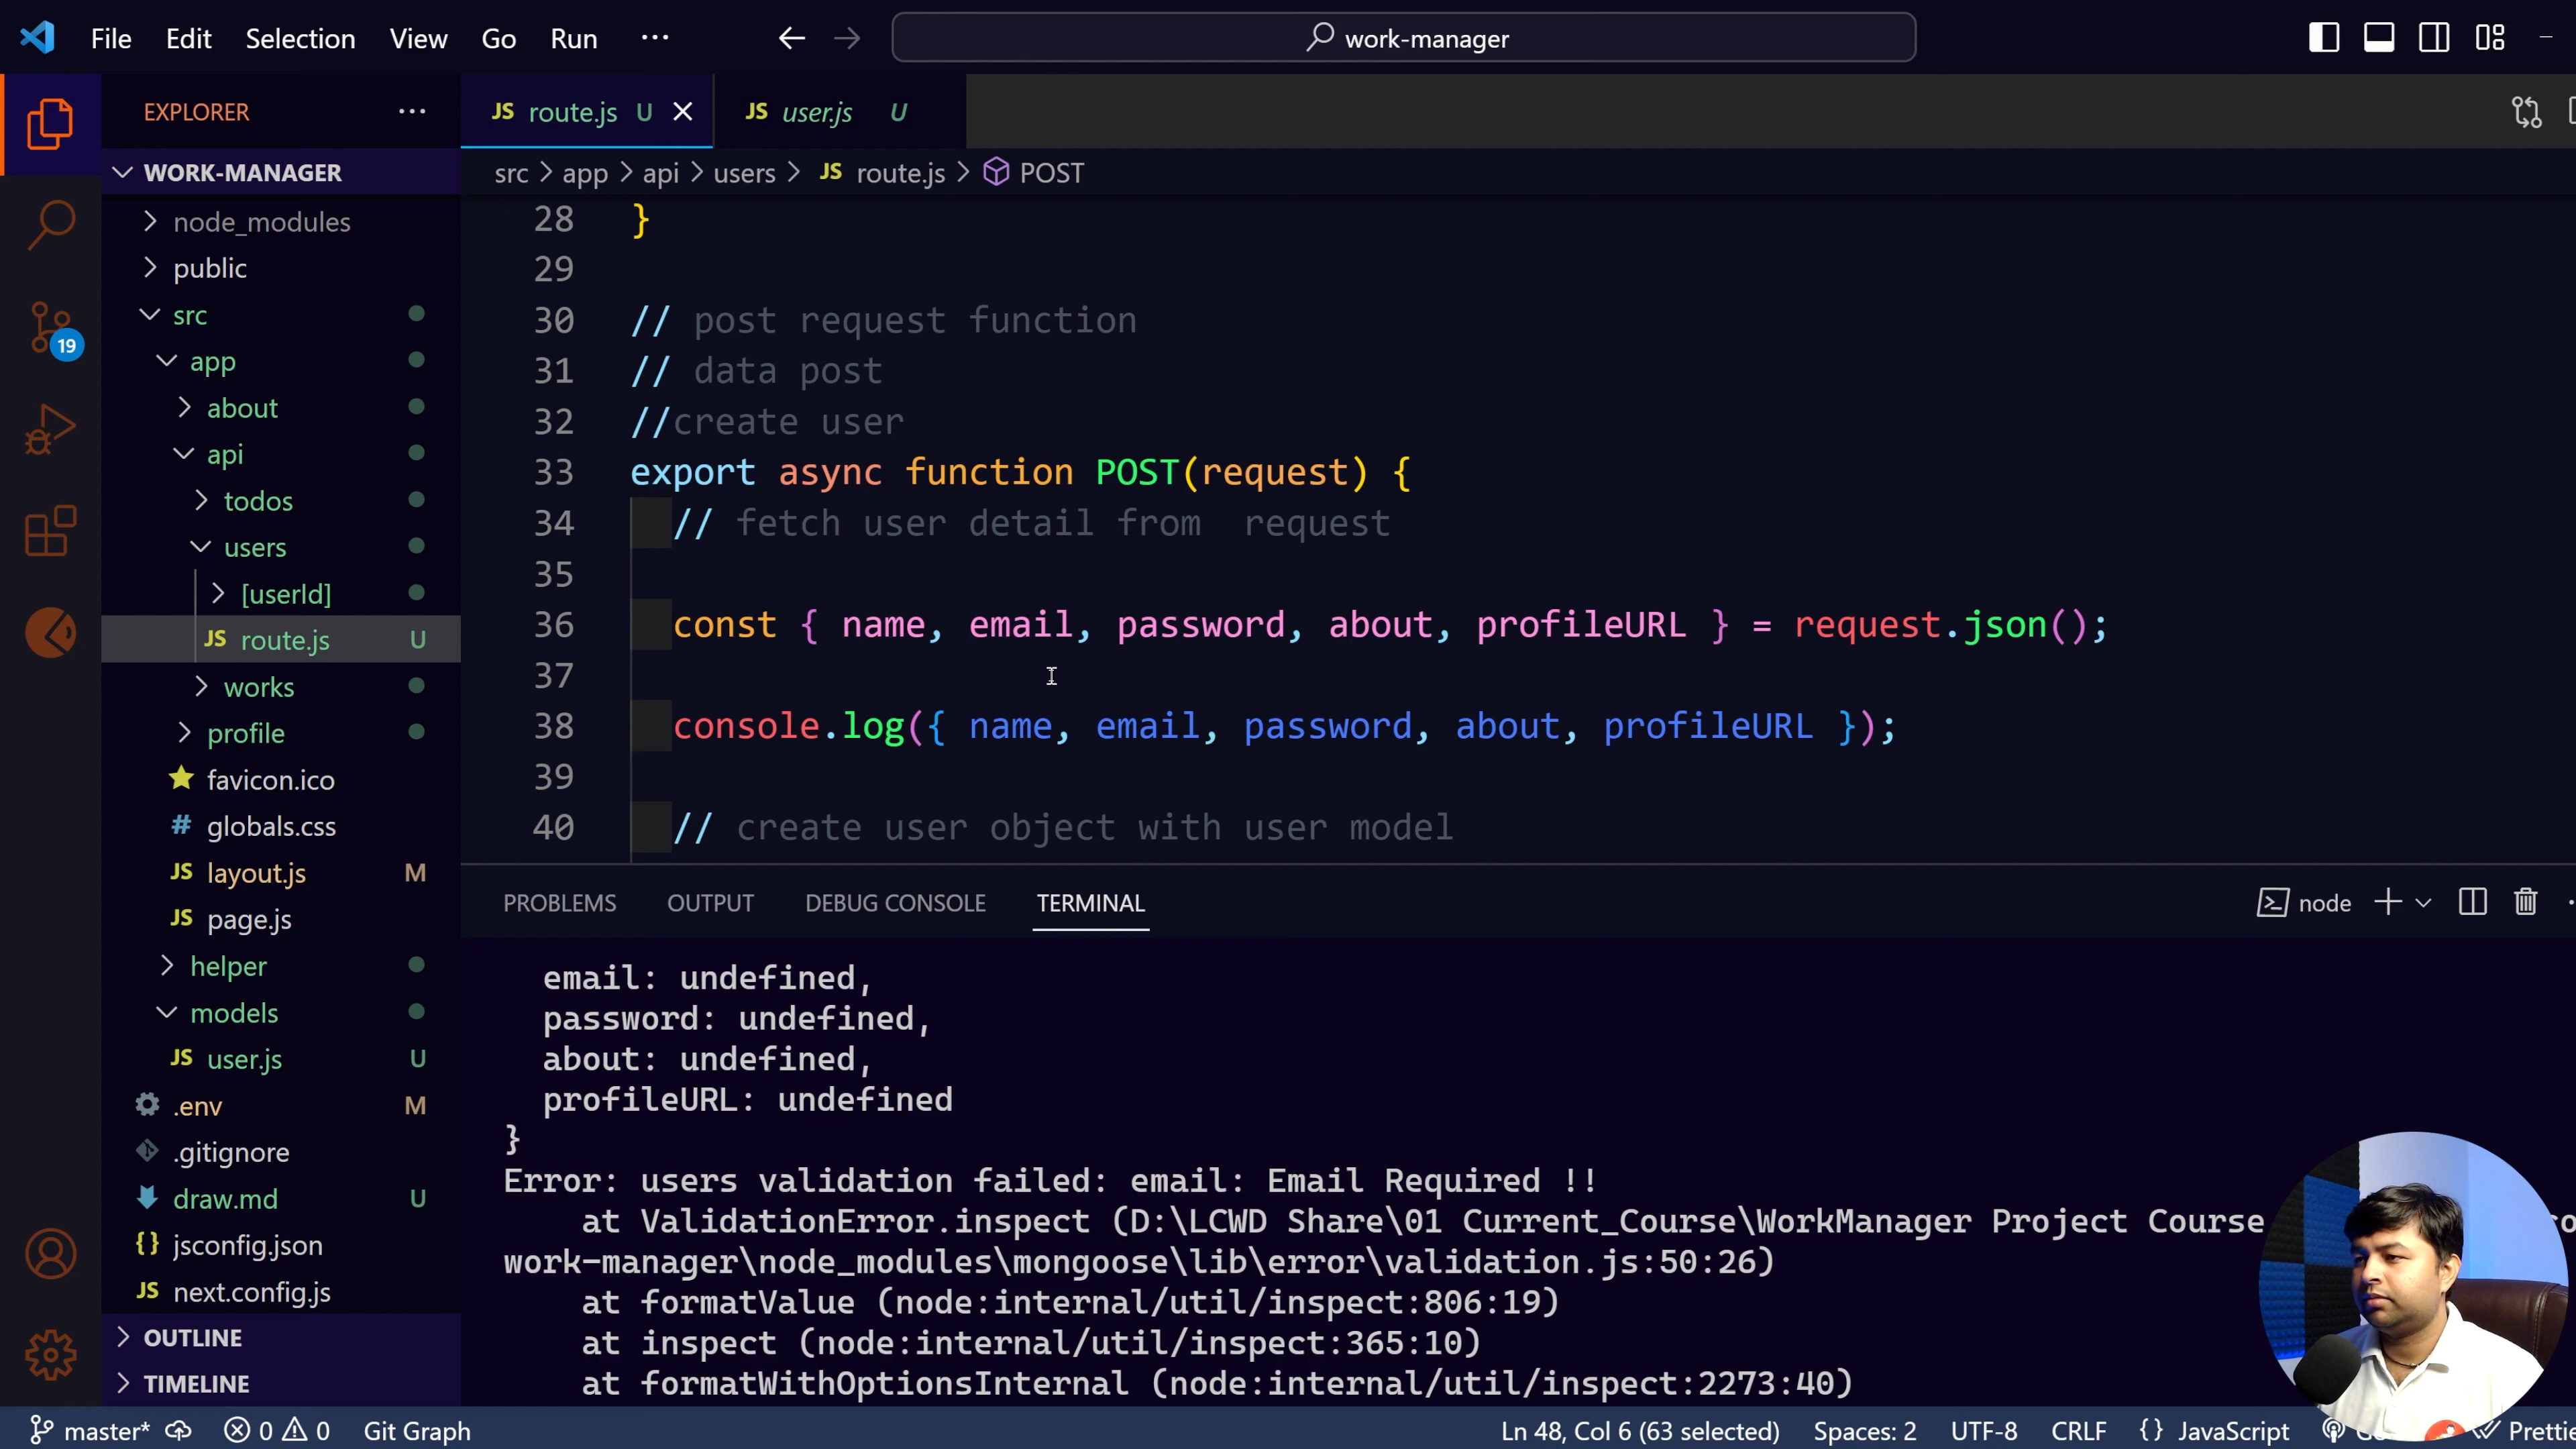 File Edit Selection View Go Run ··· work-manager
EXPLORER ···
WORK-MANAGER
node_modules
public
src
app
about
api
todos
users
[userId]
JS route.js U
works
profile
favicon.ico
# globals.css
JS layout.js M
JS page.js
helper
models
JS user.js U
.env M
.gitignore
draw.md U
{} jsconfig.json
JS next.config.js
OUTLINE
TIMELINE
19
JS route.js U
JS user.js U
src > app > api > users > JS route.js > POST
28 }
29
30 // post request function
31 // data post
32 //create user
33 export async function POST(request) {
34 // fetch user detail from  request
35
36 const { name, email, password, about, profileURL } = request.json();
37
38 console.log({ name, email, password, about, profileURL });
39
40 // create user object with user model
PROBLEMS OUTPUT DEBUG CONSOLE TERMINAL node
email: undefined,
password: undefined,
about: undefined,
profileURL: undefined
}
Error: users validation failed: email: Email Required !!
at ValidationError.inspect (D:\LCWD Share\01 Current_Course\WorkManager Project Course
work-manager\node_modules\mongoose\lib\error\validation.js:50:26)
at formatValue (node:internal/util/inspect:806:19)
at inspect (node:internal/util/inspect:365:10)
at formatWithOptionsInternal (node:internal/util/inspect:2273:40)
master* 0 0 Git Graph Ln 48, Col 6 (63 selected) Spaces: 2 UTF-8 CRLF {} JavaScript